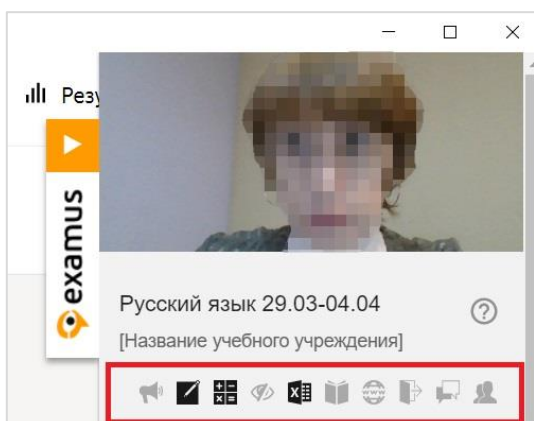 Резу
examus
Русский язык 29.03-04.04
[Название учебного учреждения]